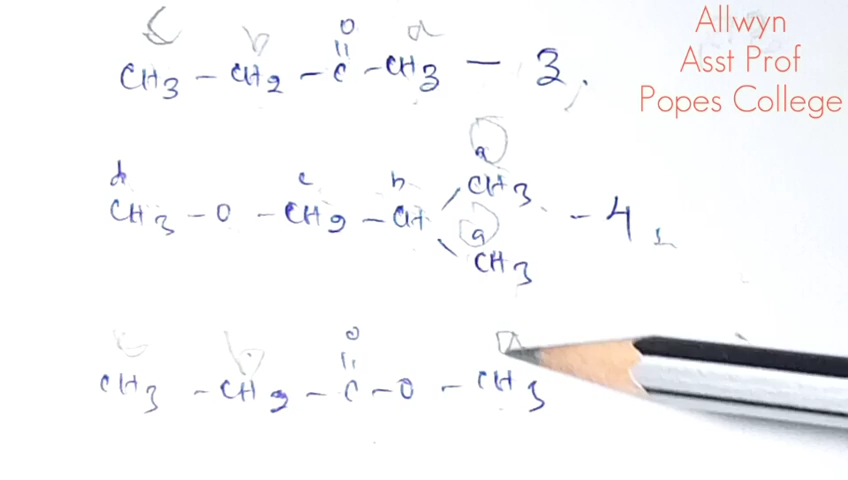 Allwyn
Asst Prof
Popes College
c b O a
||
CH3 - CH2 - C - CH3 - 3.
a
d c b CH3
CH3 - O - CH2 - CH - 4
a
CH3
c b O a
||
CH3 - CH2 - C - O - CH3